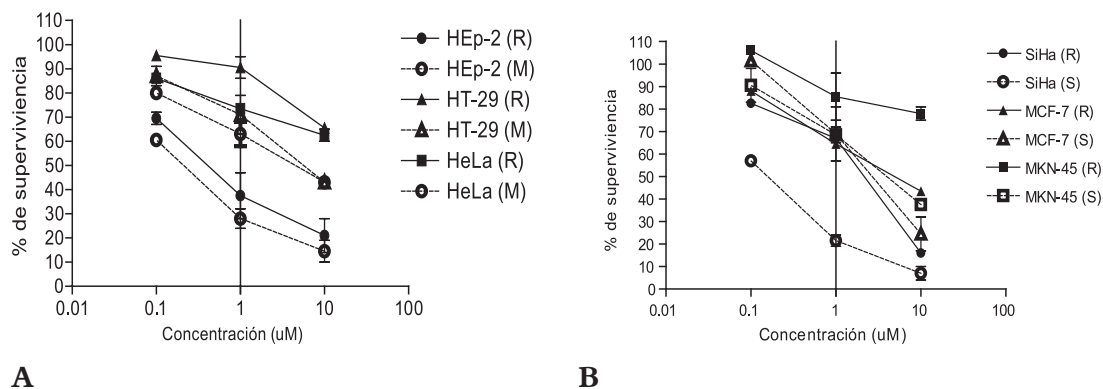 110
100
90
80
70
60
50
40
30
20
10
0
% de superviviencia
0.01
0.1
1
10
100
Concentración (uM)
HEp-2 (R)
HEp-2 (M)
HT-29 (R)
HT-29 (M)
HeLa (R)
HeLa (M)
A
110
100
90
80
70
60
50
40
30
20
10
0
% de superviviencia
0.01
0.1
1
10
100
Concentración (uM)
SiHa (R)
SiHa (S)
MCF-7 (R)
MCF-7 (S)
MKN-45 (R)
MKN-45 (S)
B